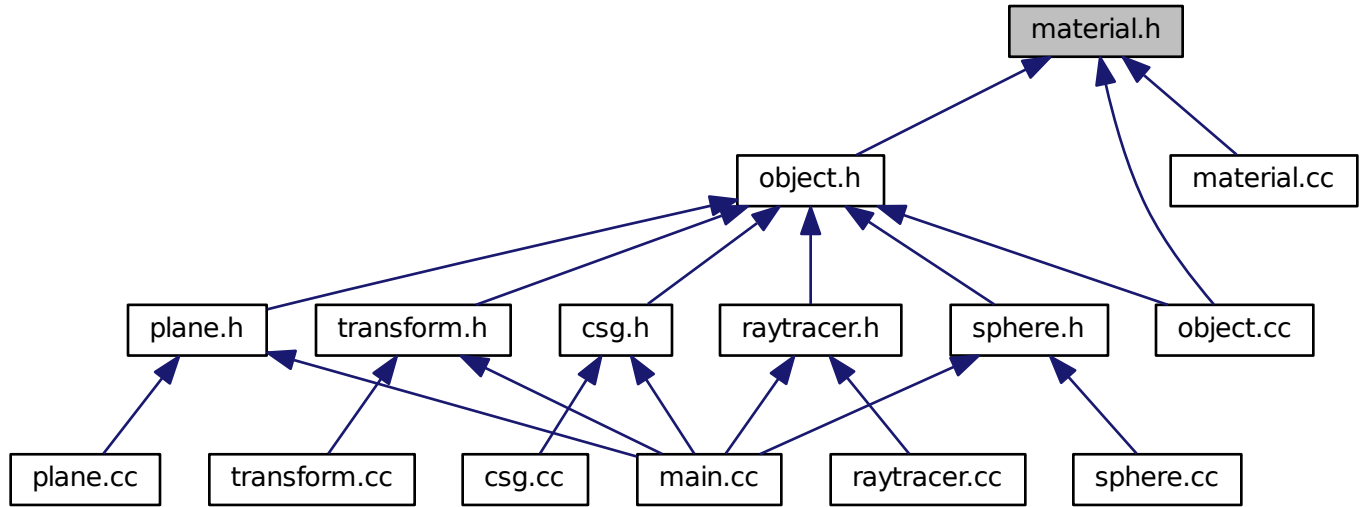 material.h
object.h
material.cc
plane.h
transform.h
csg.h
raytracer.h
sphere.h
object.cc
plane.cc
transform.cc
csg.cc
main.cc
raytracer.cc
sphere.cc